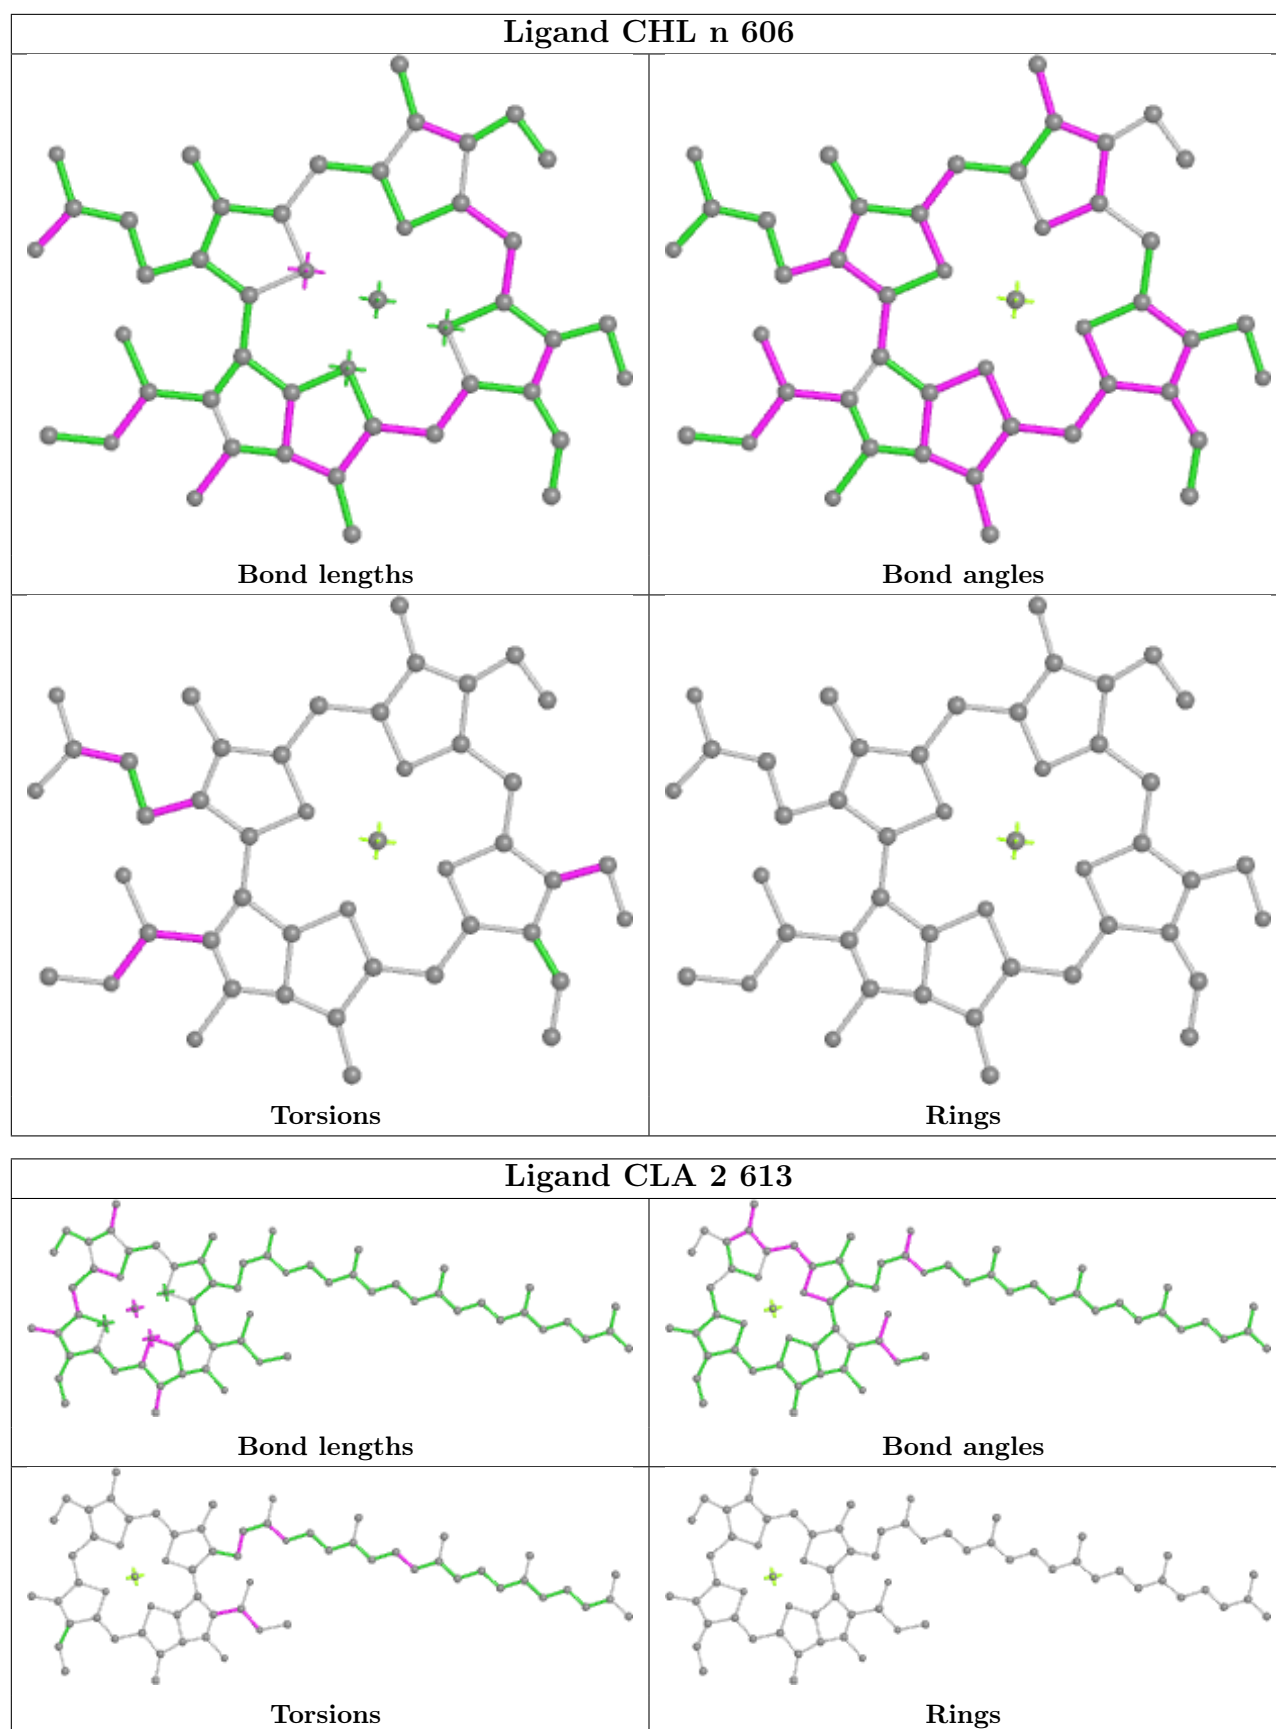 Ligand CHL n 606
Bond lengths
Bond angles
Torsions
Rings
Ligand CLA 2 613
Bond lengths
Bond angles
Torsions
Rings